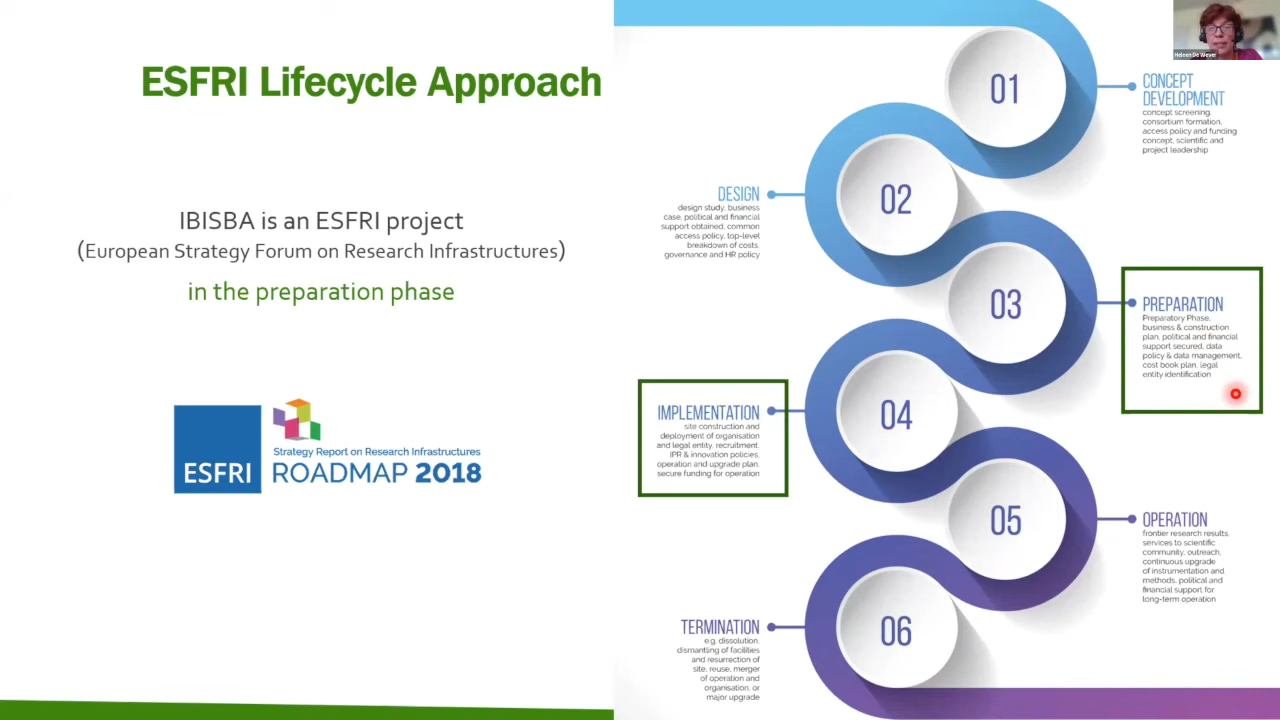 ESFRI Lifecycle Approach
IBISBA is an ESFRI project
(European Strategy Forum on Research Infrastructures)
in the preparation phase
ESFRI
Strategy Report on Research Infrastructures
ROADMAP 2018
01
CONCEPT
DEVELOPMENT
concept screening,
consortium formation,
access policy and funding
concept, scientific and
project leadership
02
DESIGN
design study, business
case, political and financial
support obtained, common
access policy, top-level
breakdown of costs,
governance and HR policy
03
PREPARATION
Preparatory Phase,
business & construction
plan, political and financial
support secured, data
policy & data management,
cost book plan, legal
entity identification
04
IMPLEMENTATION
site construction and
deployment of organisation
and legal entity, recruitment,
IPR & innovation policies,
operation and upgrade plan,
secure funding for operation
05
OPERATION
frontier research results,
services to scientific
community, outreach,
continuous upgrade
of instrumentation and
methods, political and
financial support for
long-term operation
06
TERMINATION
e.g. dissolution,
dismantling of facilities
and resurrection of
site, reuse, merger
of operation and
organisation, or
major upgrade
Heleen De Wever